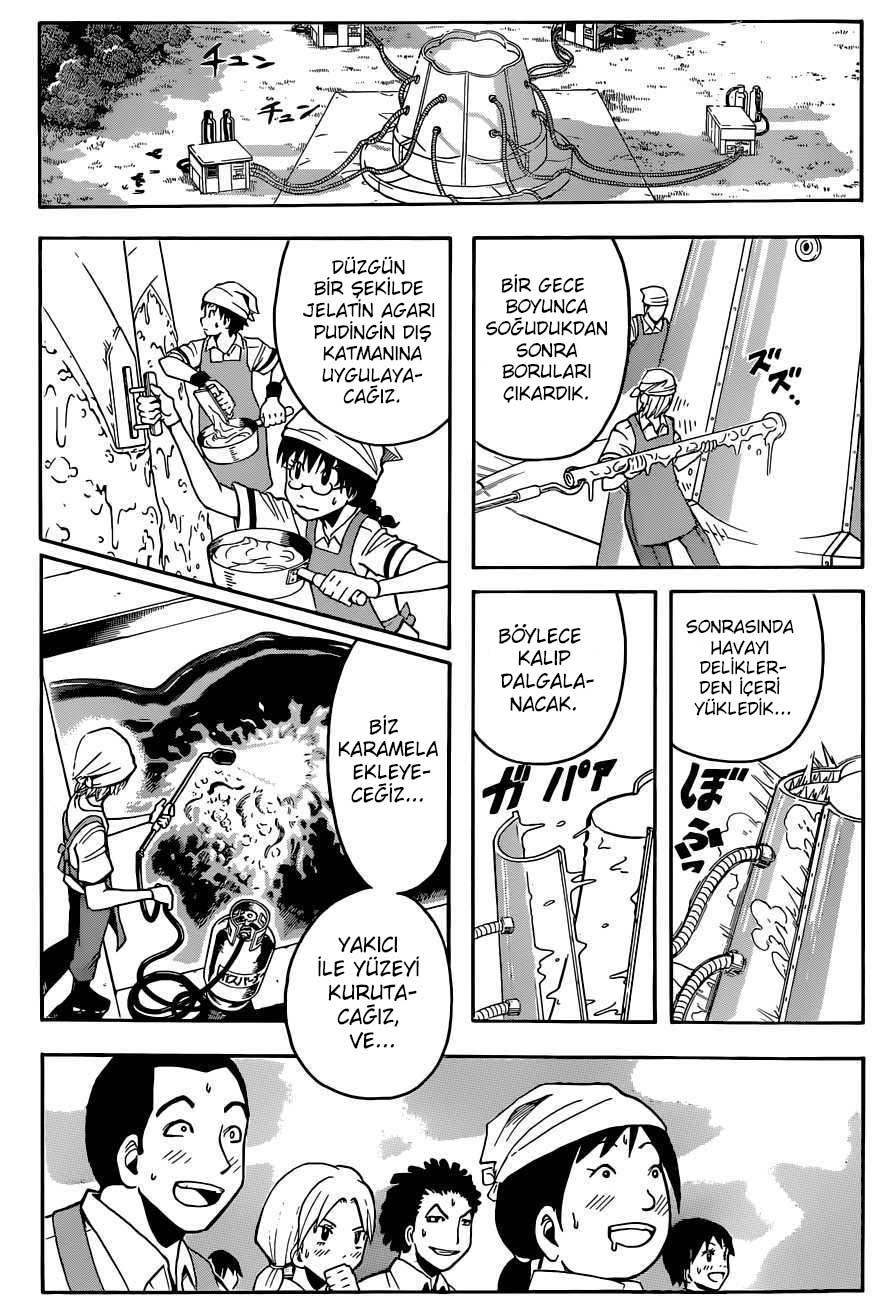 チュン
チュン
BİR GECE
BOYUNCA
SOĞUDUKDAN
SONRA
BORULARI
ÇIKARDIK.
ズズ..
DÜZGÜN
BİR ŞEKİLDE
JELATİN AGARI
PUDİNGİN DIŞ
KATMANINA
UYGULAYA-
CAĞIZ.
SONRASINDA
HAVAYI
DELİKLER-
DEN İÇERİ
YÜKLEDİK...
ぼふっ
BÖYLECE
KALIP
DALGALA-
NACAK.
ガパァ
BİZ
KARAMELA
EKLEYE-
CEĞİZ...
YAKICI
İLE YÜZEYİ
KURUTA-
CAĞIZ,
VE...